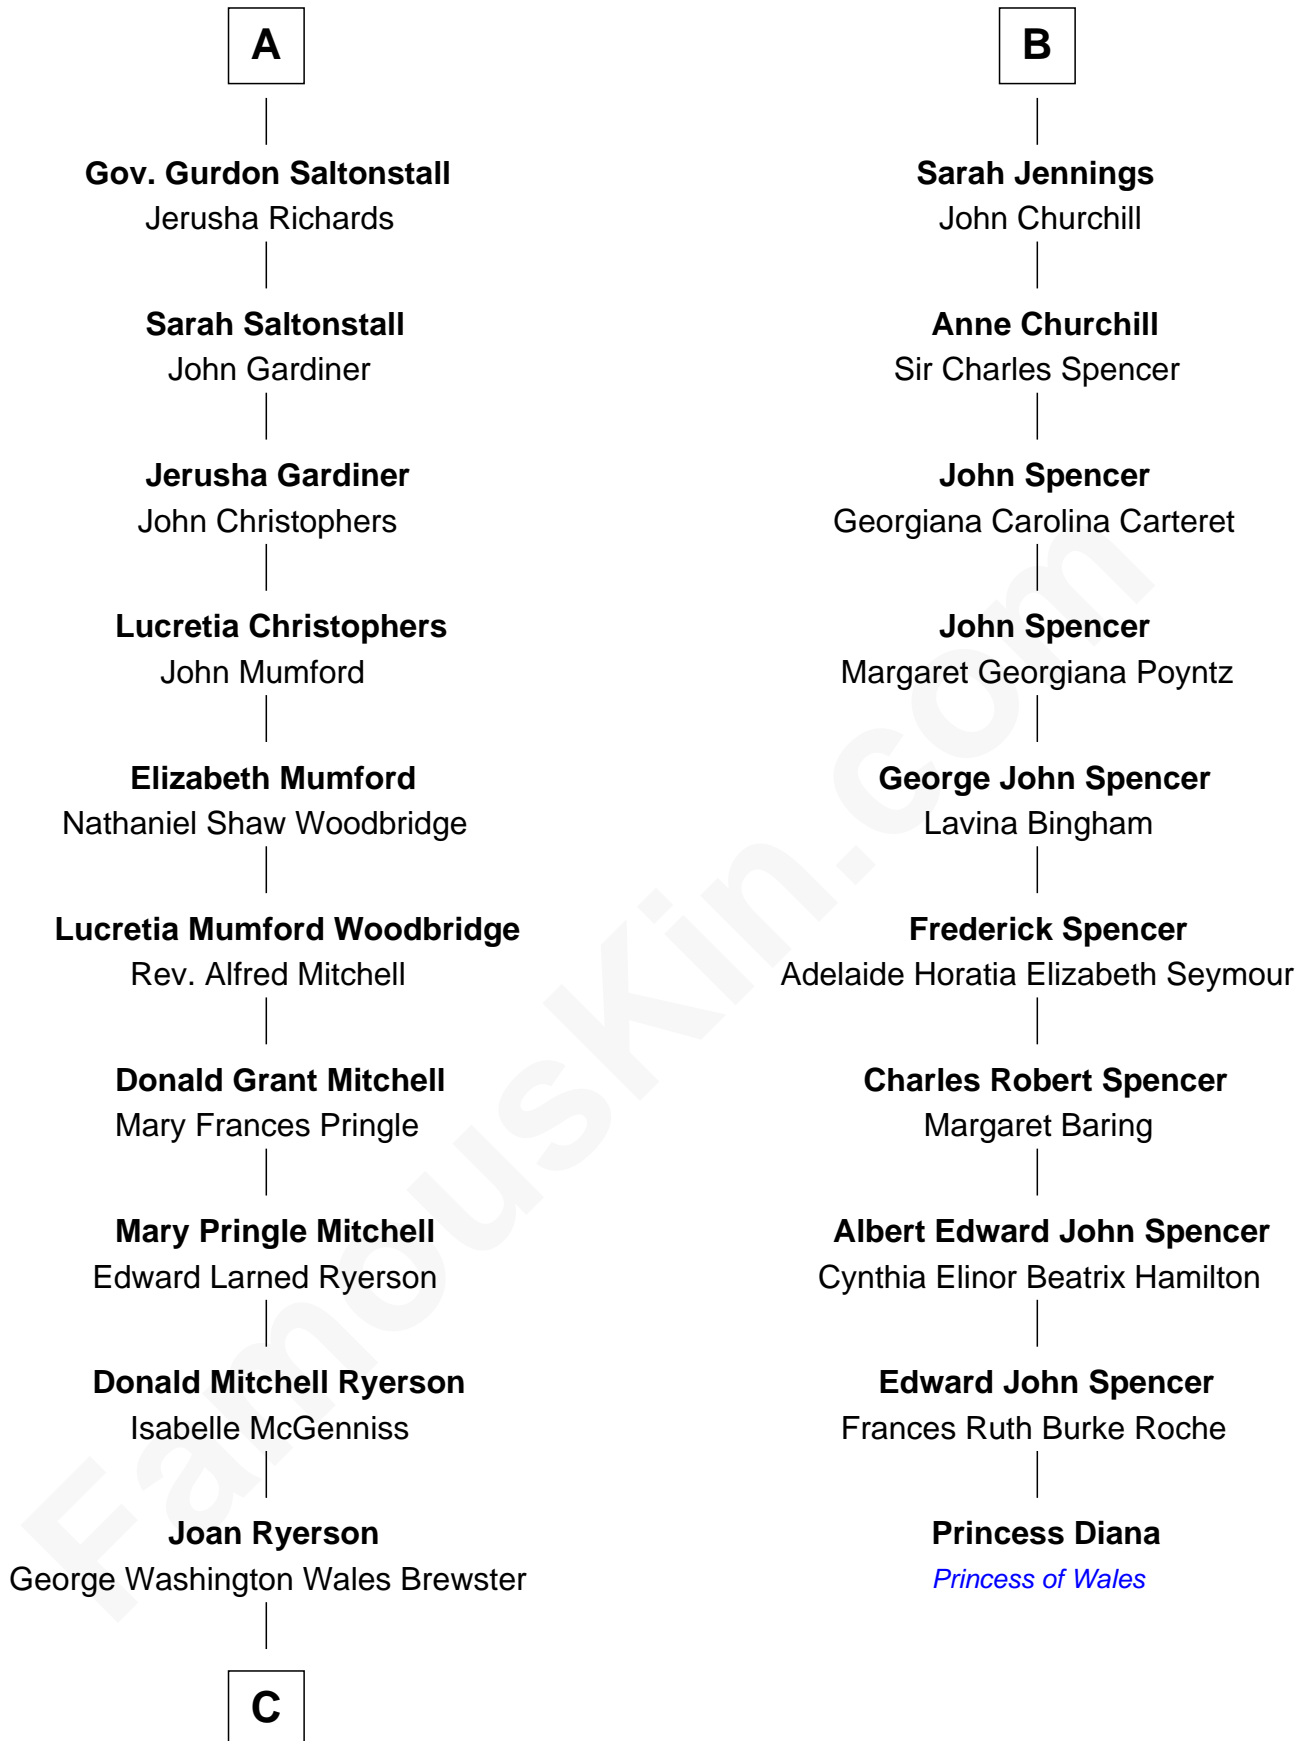 A
Gov. Gurdon Saltonstall
Jerusha Richards
Sarah Saltonstall
John Gardiner
Jerusha Gardiner
John Christophers
Lucretia Christophers
John Mumford
Elizabeth Mumford
Nathaniel Shaw Woodbridge
Lucretia Mumford Woodbridge
Rev. Alfred Mitchell
Donald Grant Mitchell
Mary Frances Pringle
Mary Pringle Mitchell
Edward Larned Ryerson
Donald Mitchell Ryerson
Isabelle McGenniss
Joan Ryerson
George Washington Wales Brewster
C
B
Sarah Jennings
John Churchill
Anne Churchill
Sir Charles Spencer
John Spencer
Georgiana Carolina Carteret
John Spencer
Margaret Georgiana Poyntz
George John Spencer
Lavina Bingham
Frederick Spencer
Adelaide Horatia Elizabeth Seymour
Charles Robert Spencer
Margaret Baring
Albert Edward John Spencer
Cynthia Elinor Beatrix Hamilton
Edward John Spencer
Frances Ruth Burke Roche
Princess Diana
Princess of Wales
FamousKin.com